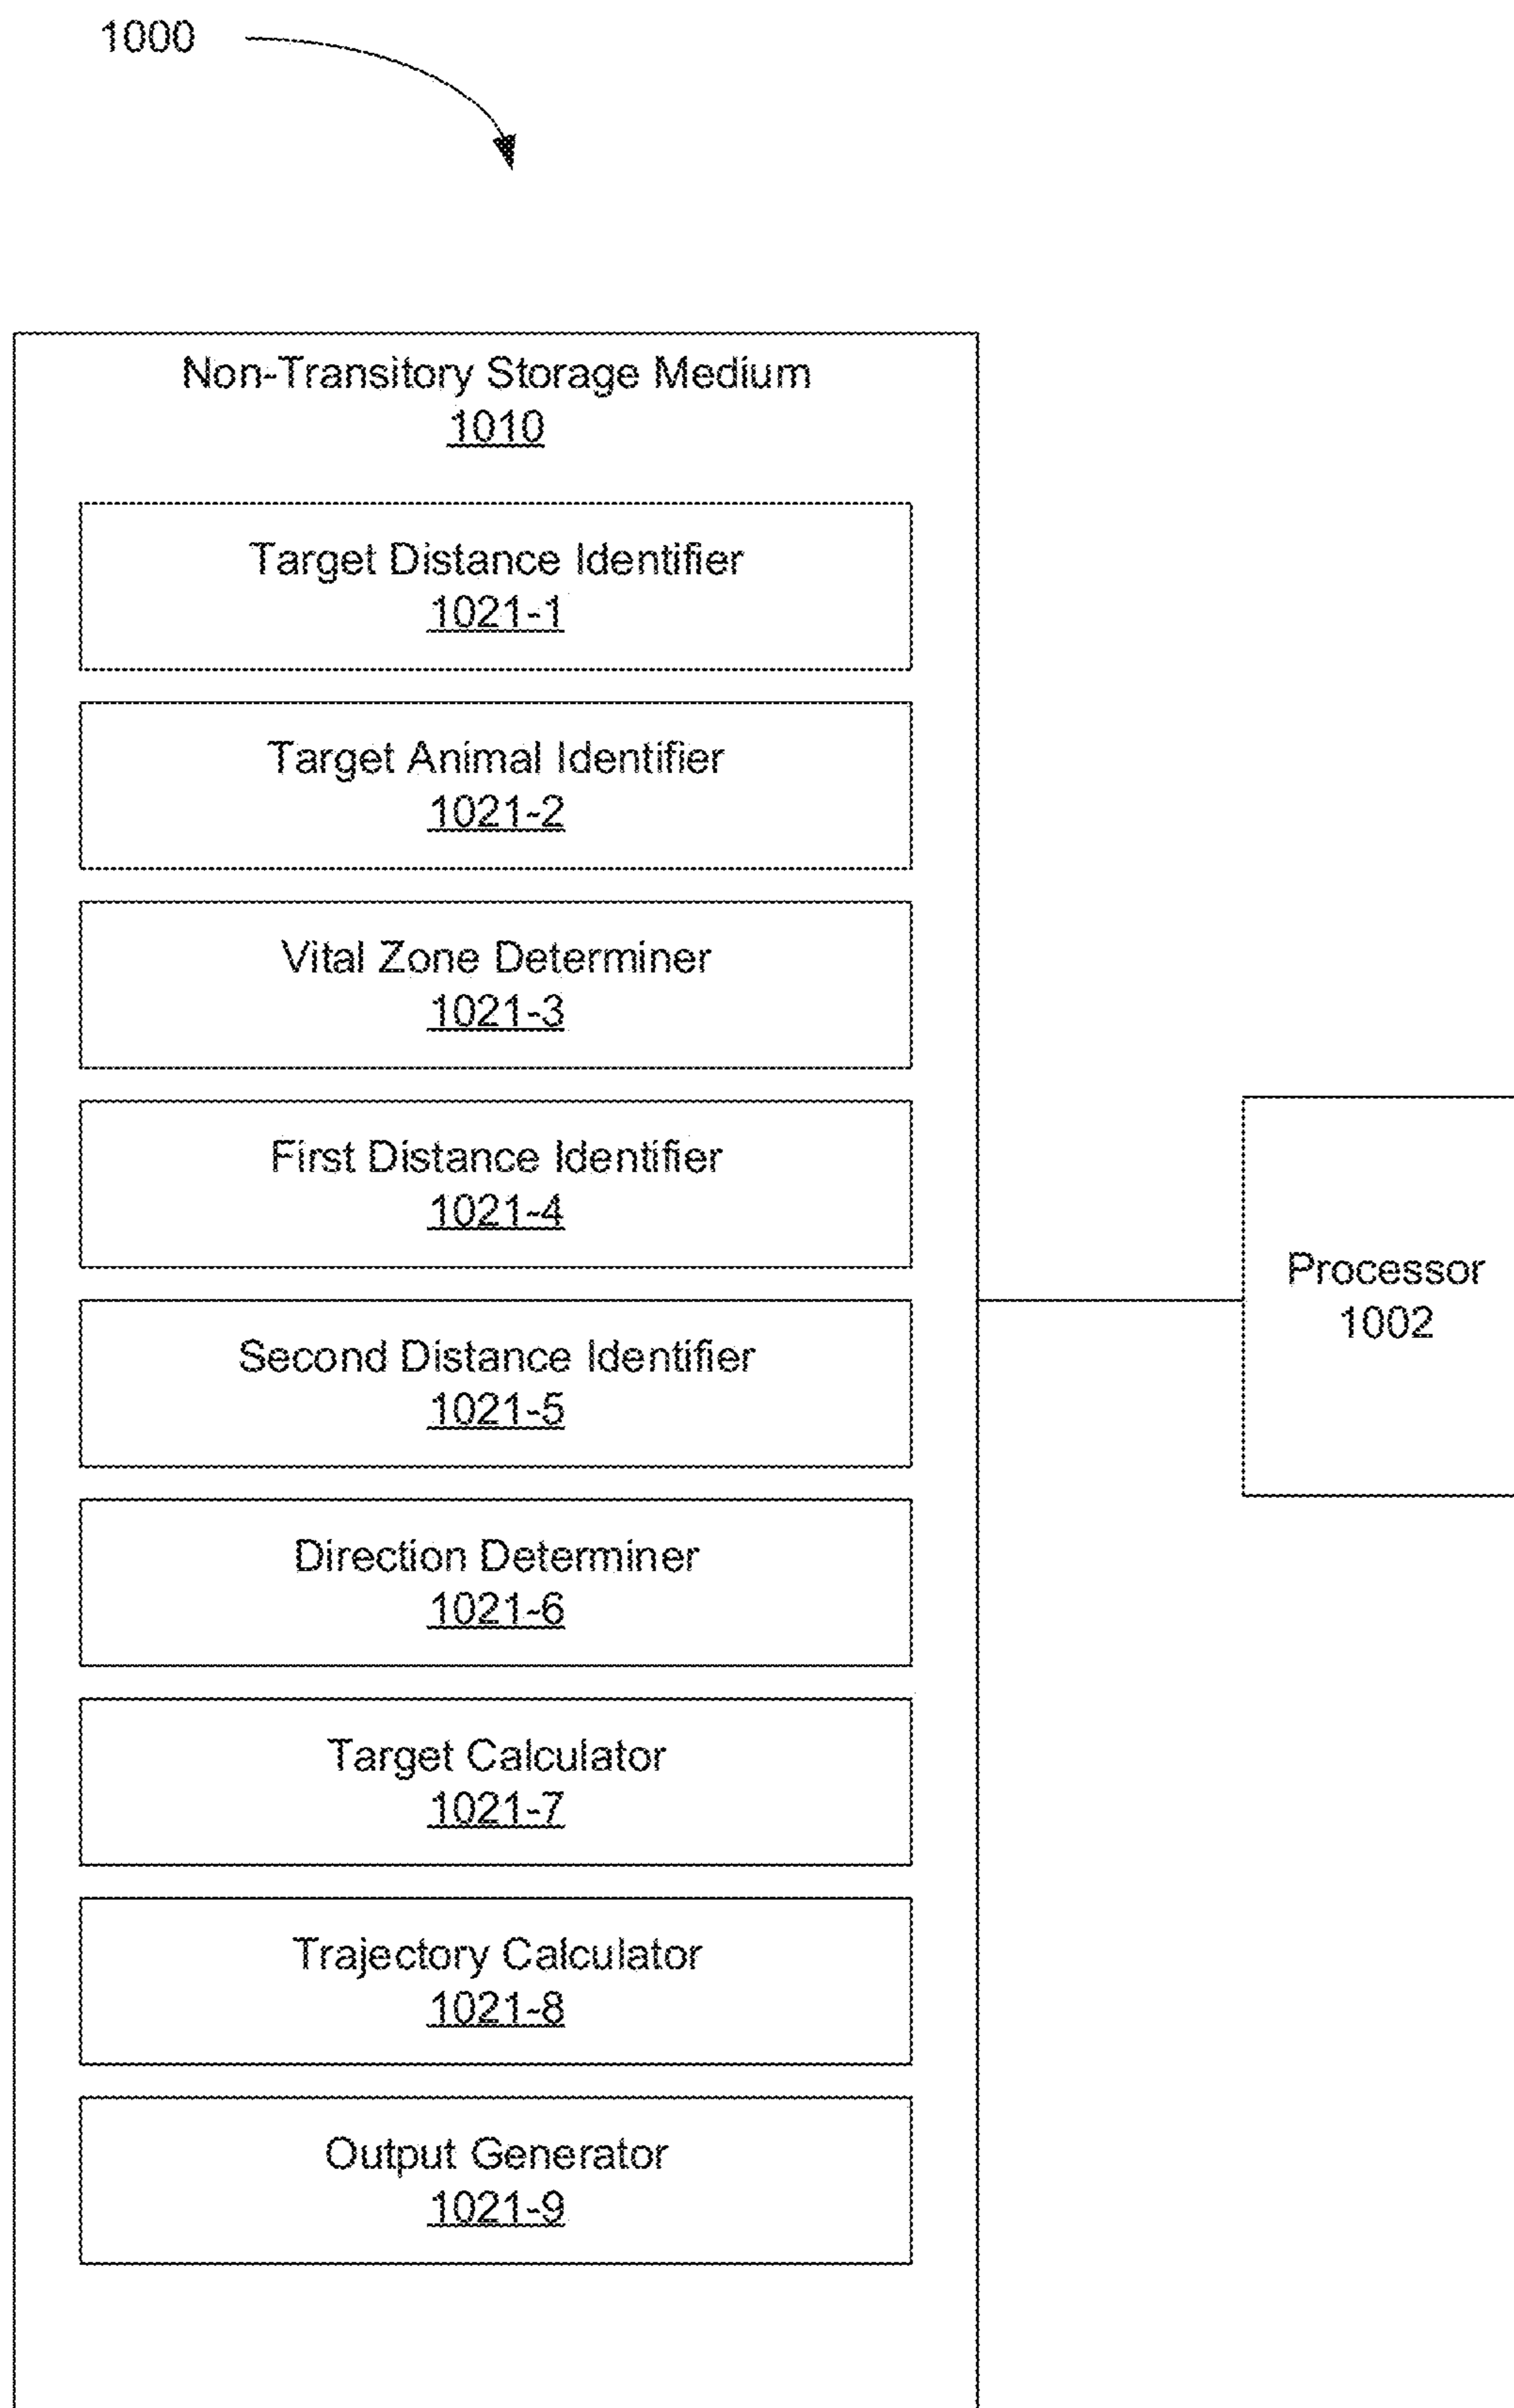 1000
Non-Transitory Storage Medium
1010
Target Distance Identifier
1021-1
Target Animal Identifier
1021-2
Vital Zone Determiner
1021-3
First Distance Identifier
1021-4
Second Distance Identifier
1021-5
Direction Determiner
1021-6
Target Calculator
1021-7
Trajectory Calculator
1021-8
Output Generator
1021-9
Processor
1002